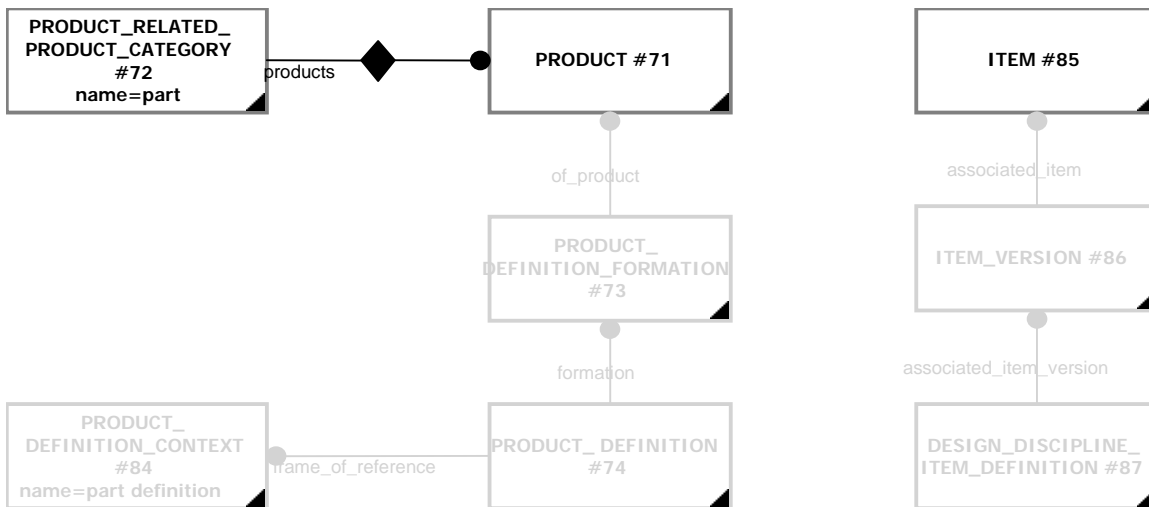 PRODUCT_RELATED_
PRODUCT_CATEGORY
#72
name=part
products
PRODUCT #71
ITEM #85
of_product
associated_item
PRODUCT_
DEFINITION_FORMATION
#73
ITEM_VERSION #86
formation
associated_item_version
PRODUCT_
DEFINITION_CONTEXT
#84
name=part definition
frame_of_reference
PRODUCT_ DEFINITION
#74
DESIGN_DISCIPLINE_
ITEM_DEFINITION #87